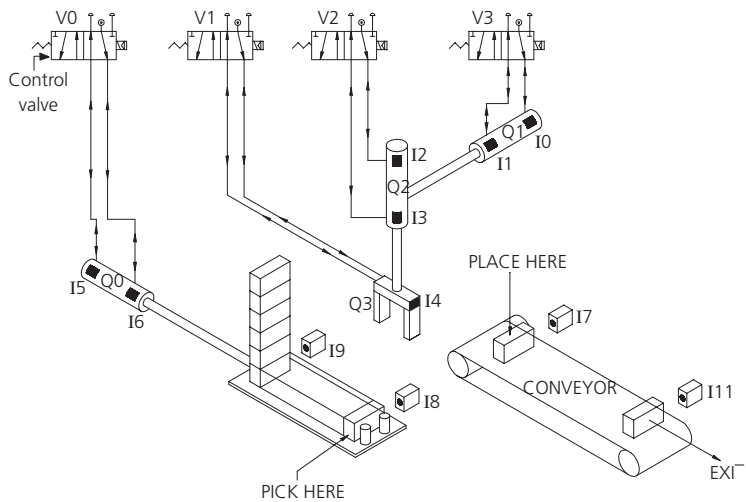 V0
V1
V2
V3
Control
valve
I2
Q1
I0
I1
Q2
I3
PLACE HERE
Q0
I5
I6
Q3
I4
I7
I9
CONVEYOR
I8
I11
PICK HERE
EXI